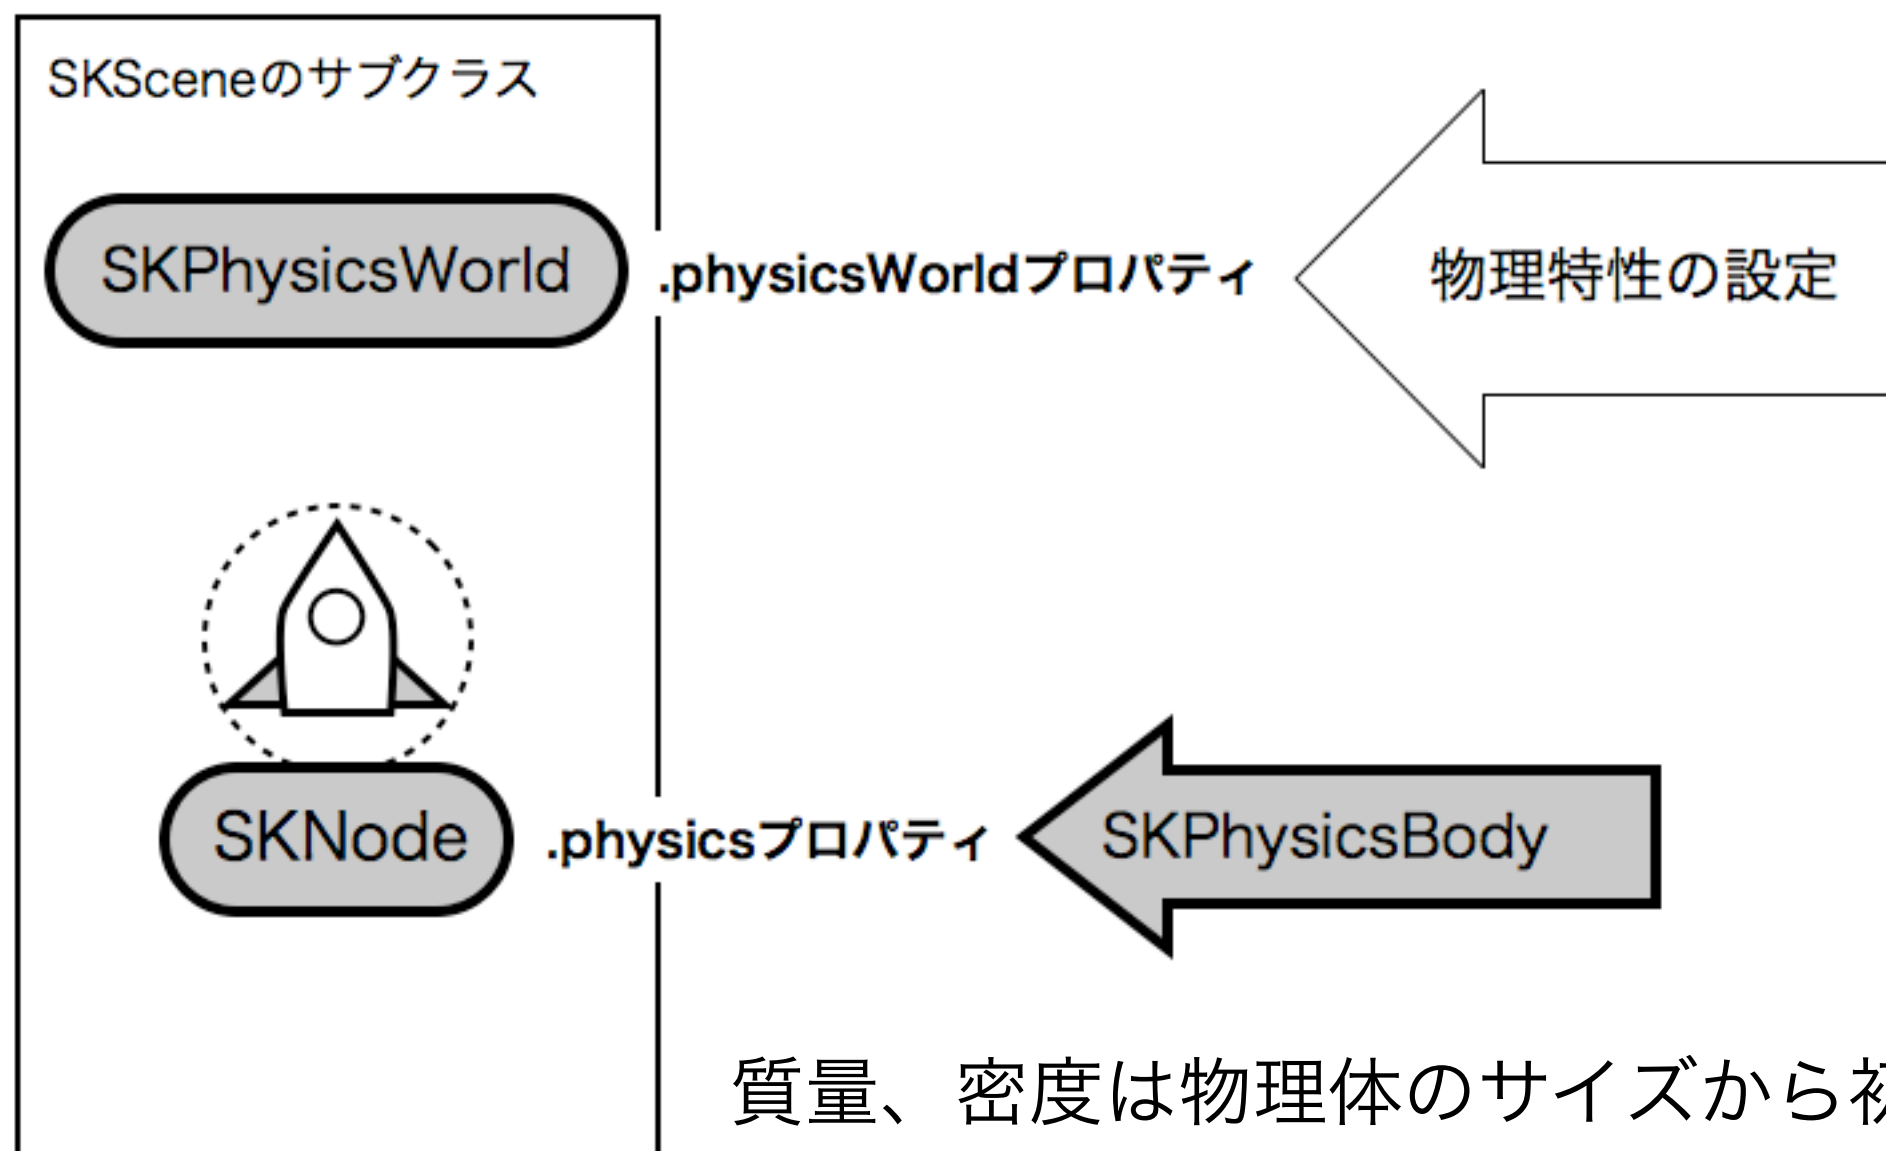 SKSceneのサブクラス
SKPhysicsWorld
.physicsWorldプロパティ
物理特性の設定
SKNode
.physicsプロパティ
SKPhysicsBody
質量、密度は物理体のサイズから